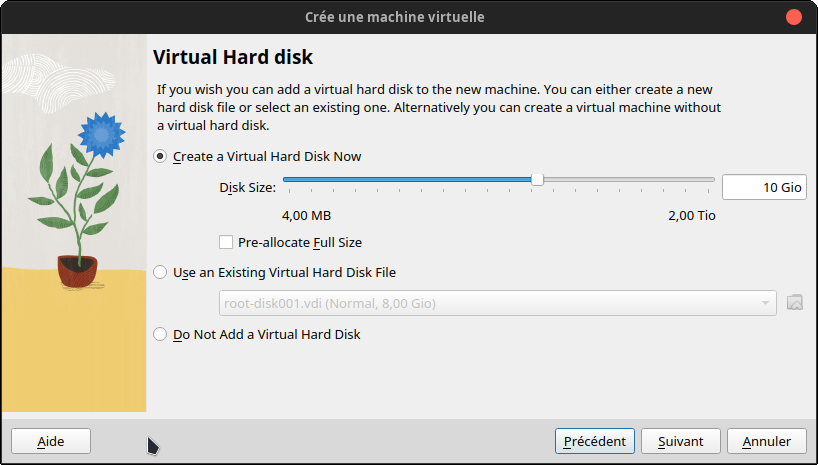 Crée une machine virtuelle
Virtual Hard disk
If you wish you can add a virtual hard disk to the new machine. You can either create a new
hard disk file or select an existing one. Alternatively you can create a virtual machine without
a virtual hard disk.
Create a Virtual Hard Disk Now
Disk Size:
10 Gio
4,00 MB
2,00 Tio
Pre-allocate Full Size
Use an Existing Virtual Hard Disk File
root-disk001.vdi (Normal, 8,00 Gio)
Do Not Add a Virtual Hard Disk
Aide
Précédent
Suivant
Annuler